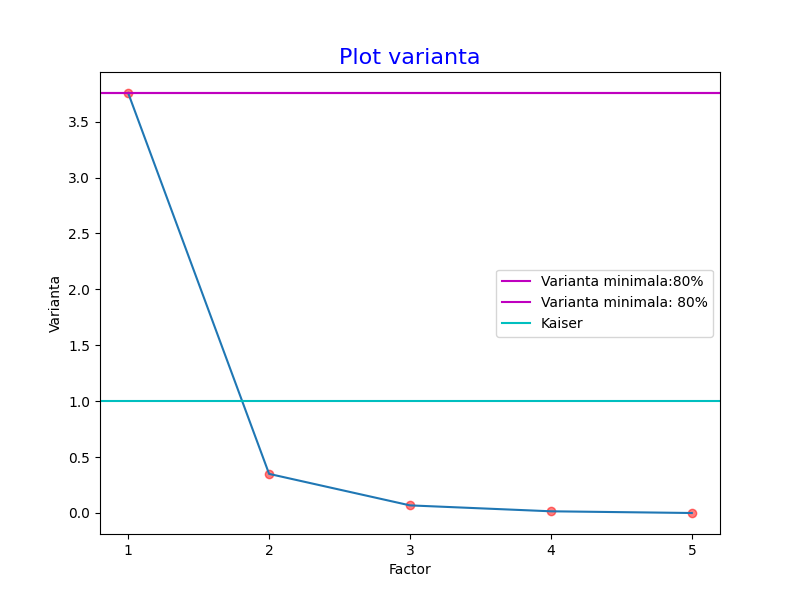 Plot varianta
3.5
3.0
2.5
2.0
1.5
1.0
0.5
0.0
Varianta
Varianta minimala:80%
Varianta minimala: 80%
Kaiser
1 2 3 4 5
Factor